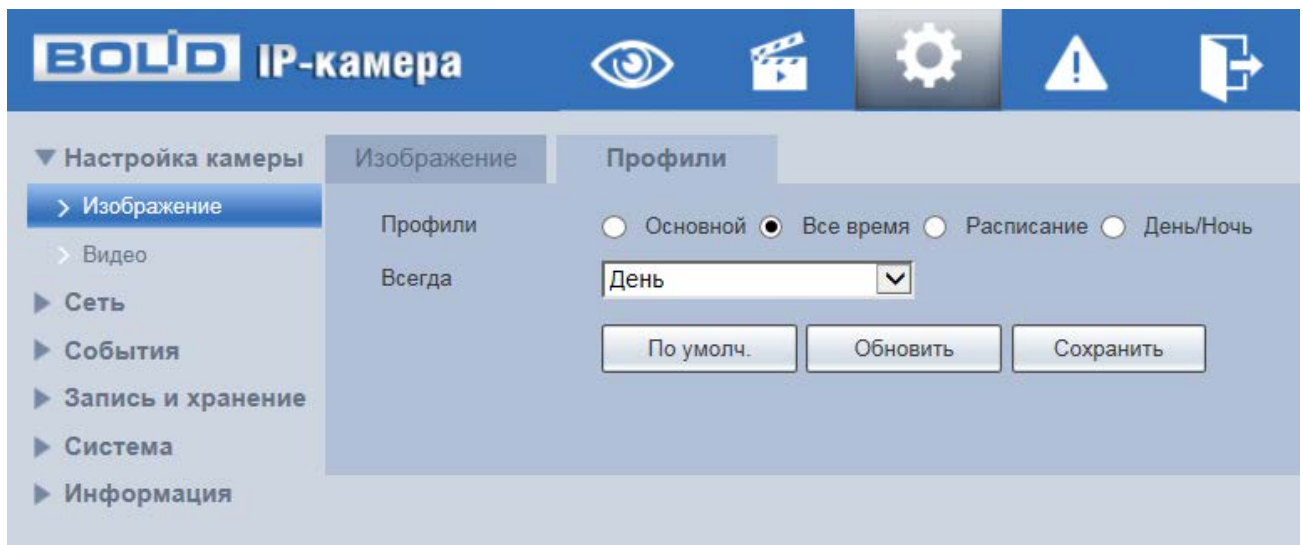 BOLID IP-камера
Настройка камеры
Изображение
Видео
Сеть
События
Запись и хранение
Система
Информация
Изображение Профили
Профили Основной Все время Расписание День/Ночь
Всегда День
По умолч. Обновить Сохранить